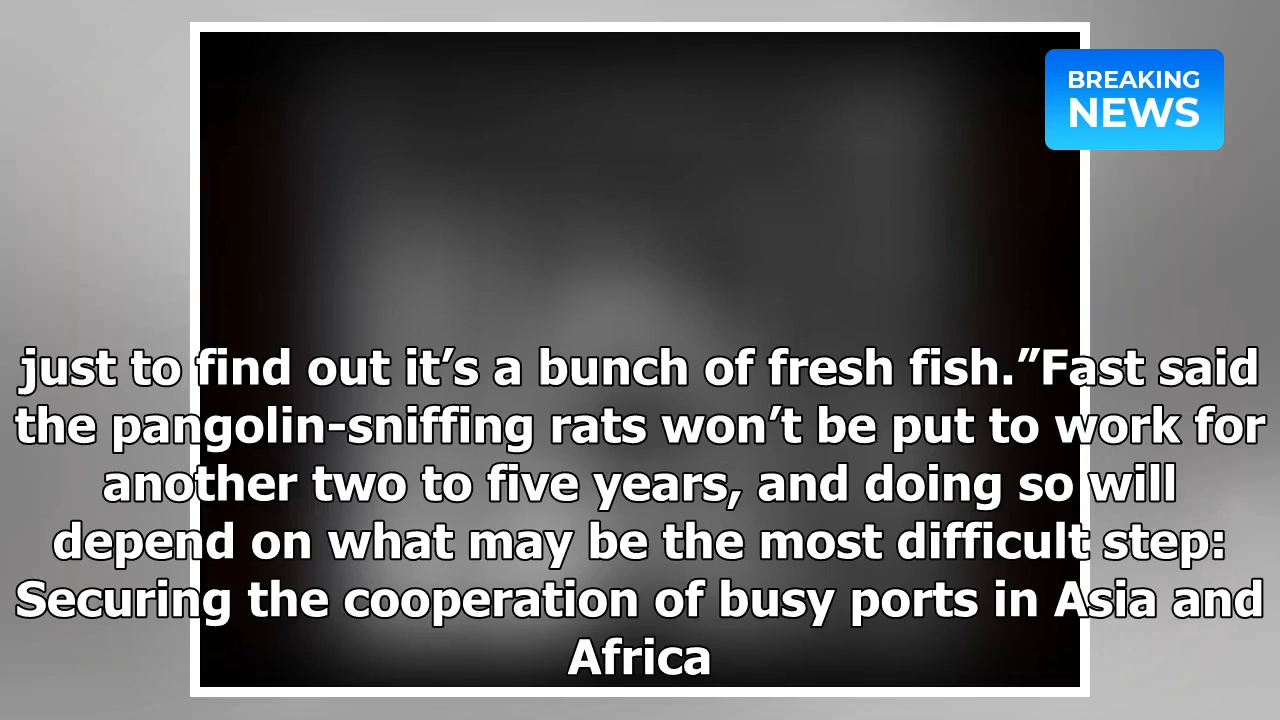 BREAKING
NEWS
just to find out it’s a bunch of fresh fish.”Fast said
the pangolin-sniffing rats won’t be put to work for
another two to five years, and doing so will
depend on what may be the most difficult step:
Securing the cooperation of busy ports in Asia and
Africa